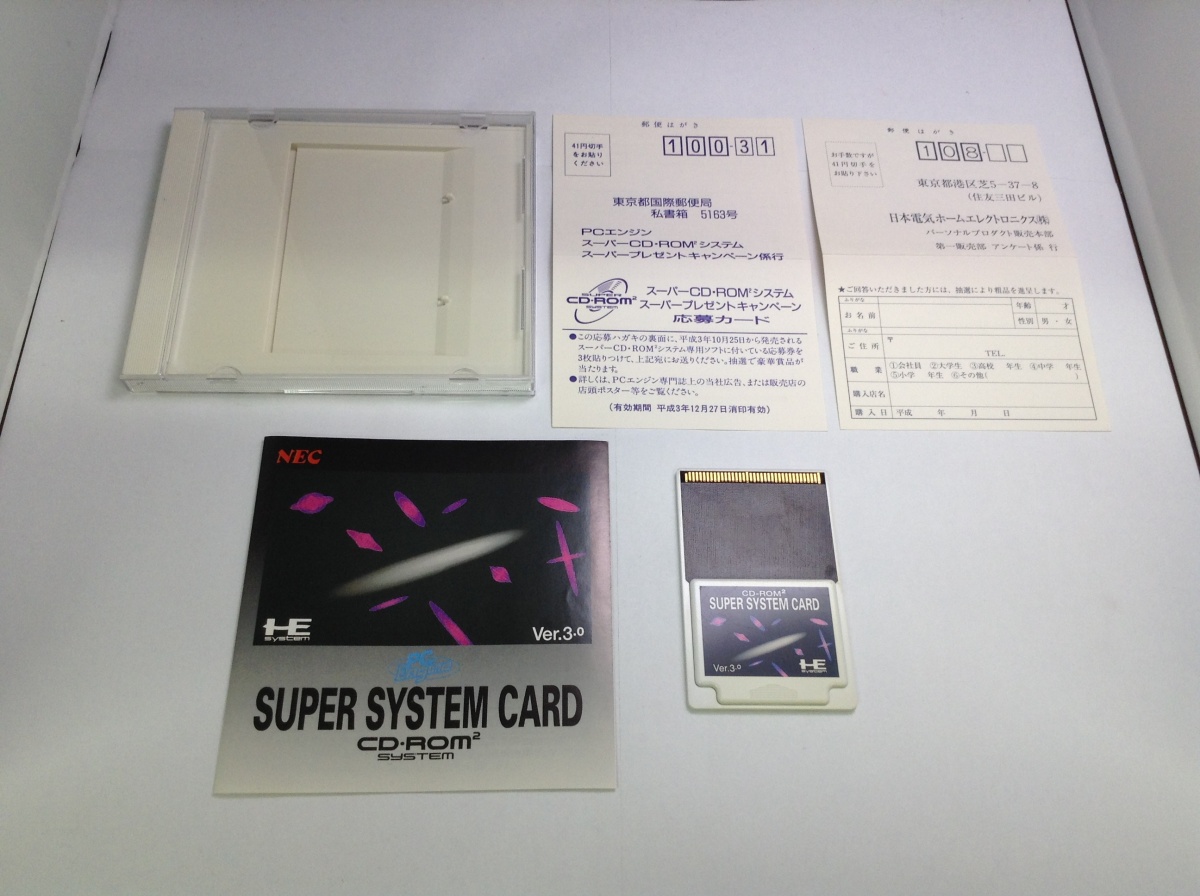 郵便はがき
41円切手
をお貼り
ください
100-31
東京都国際郵便局
私書箱 5163号
PCエンジン
スーパーCD・ROM²システム
スーパープレゼントキャンペーン係行
SUPER
CD・ROM²
SYSTEM
スーパーCD・ROM²システム
スーパープレゼントキャンペーン
応募カード
●この応募ハガキの裏面に、平成3年10月25日から発売される
スーパーCD・ROM²システム専用ソフトに付いている応募券を
3枚貼りつけて、上記宛にお送りください。抽選で豪華賞品が
当たります。
●詳しくは、PCエンジン専門誌上の当社広告、または販売店の
店頭ポスター等をご覧ください。
(有効期間 平成3年12月27日消印有効)
郵便はがき
お手数ですが
41円切手を
お貼り下さい
108-
東京都港区芝5-37-8
(住友三田ビル)
日本電気ホームエレクトロニクス㈱
パーソナルプロダクト販売本部
第一販売部 アンケート係 行
★ご回答いただきました方には、抽選により粗品を進呈します。
ふりがな
お名前
年齢 才
性別 男・女
ふりがな
ご住所
〒
TEL.
職業
①会社員 ②大学生 ③高校 年生 ④中学 年生
⑤小学 年生 ⑥その他( )
購入店名
購入日 平成 年 月 日
NEC
HE
system
Ver.3.0
PC Engine
SUPER SYSTEM CARD
CD・ROM²
SYSTEM
CD-ROM²
SUPER SYSTEM CARD
Ver.3.0
HE
system